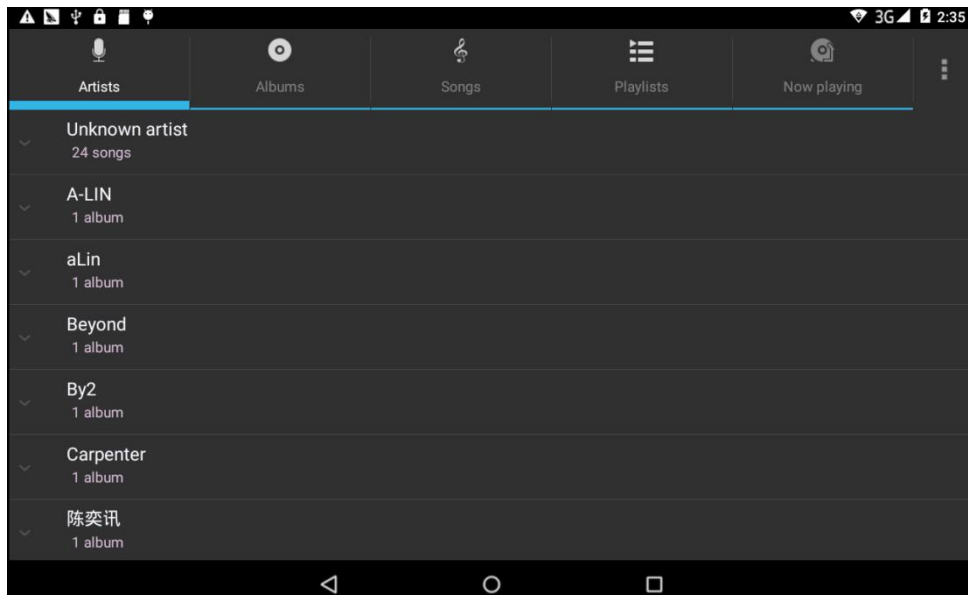 3G 2:35
Artists Albums Songs Playlists Now playing
Unknown artist
24 songs
A-LIN
1 album
aLin
1 album
Beyond
1 album
By2
1 album
Carpenter
1 album
陈奕讯
1 album